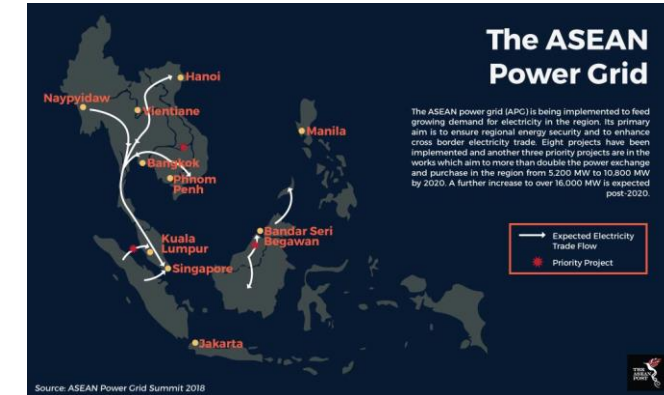 The ASEAN
Power Grid
The ASEAN power grid (APG) is being implemented to feed
growing demand for electricity in the region. Its primary
aim is to ensure regional energy security and to enhance
cross border electricity trade. Eight projects have been
implemented and another three priority projects are in the
works which aim to more than double the power exchange
and purchase in the region from 5,200 MW to 10,800 MW
by 2020. A further increase to over 16,000 MW is expected
post-2020.
Expected Electricity
Trade Flow
Priority Project
Hanoi
Naypyidaw
Vientiane
Manila
Bangkok
Phnom
Penh
Kuala
Lumpur
Bandar Seri
Begawan
Singapore
Jakarta
Source: ASEAN Power Grid Summit 2018
THE
ASEAN
POST